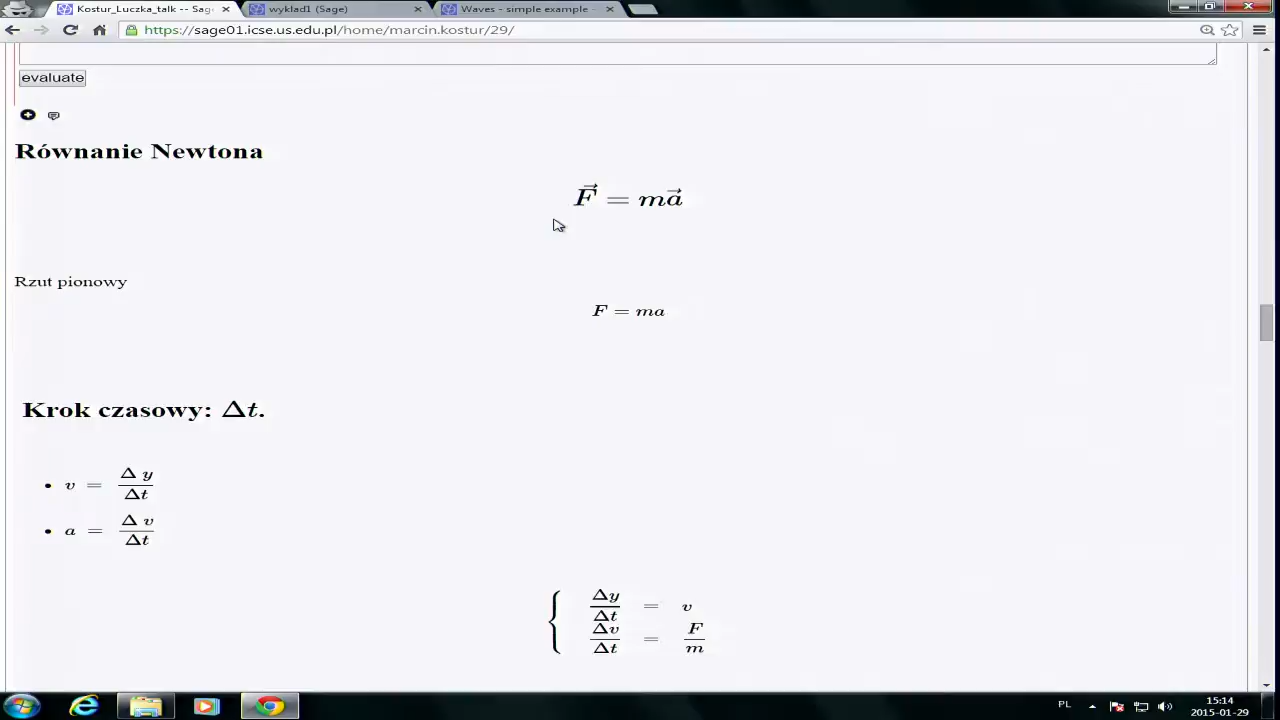 Kostur_Luczka_talk -- Sag
wyklad1 (Sage)
Waves - simple example -
https://sage01.icse.us.edu.pl/home/marcin.kostur/29/
evaluate
Równanie Newtona
F⃗ = ma⃗
Rzut pionowy
F = ma
Krok czasowy: Δt.
• v = Δ y / Δt
• a = Δ v / Δt
{ Δy / Δt = v
Δv / Δt = F / m
PL
15:14
2015-01-29